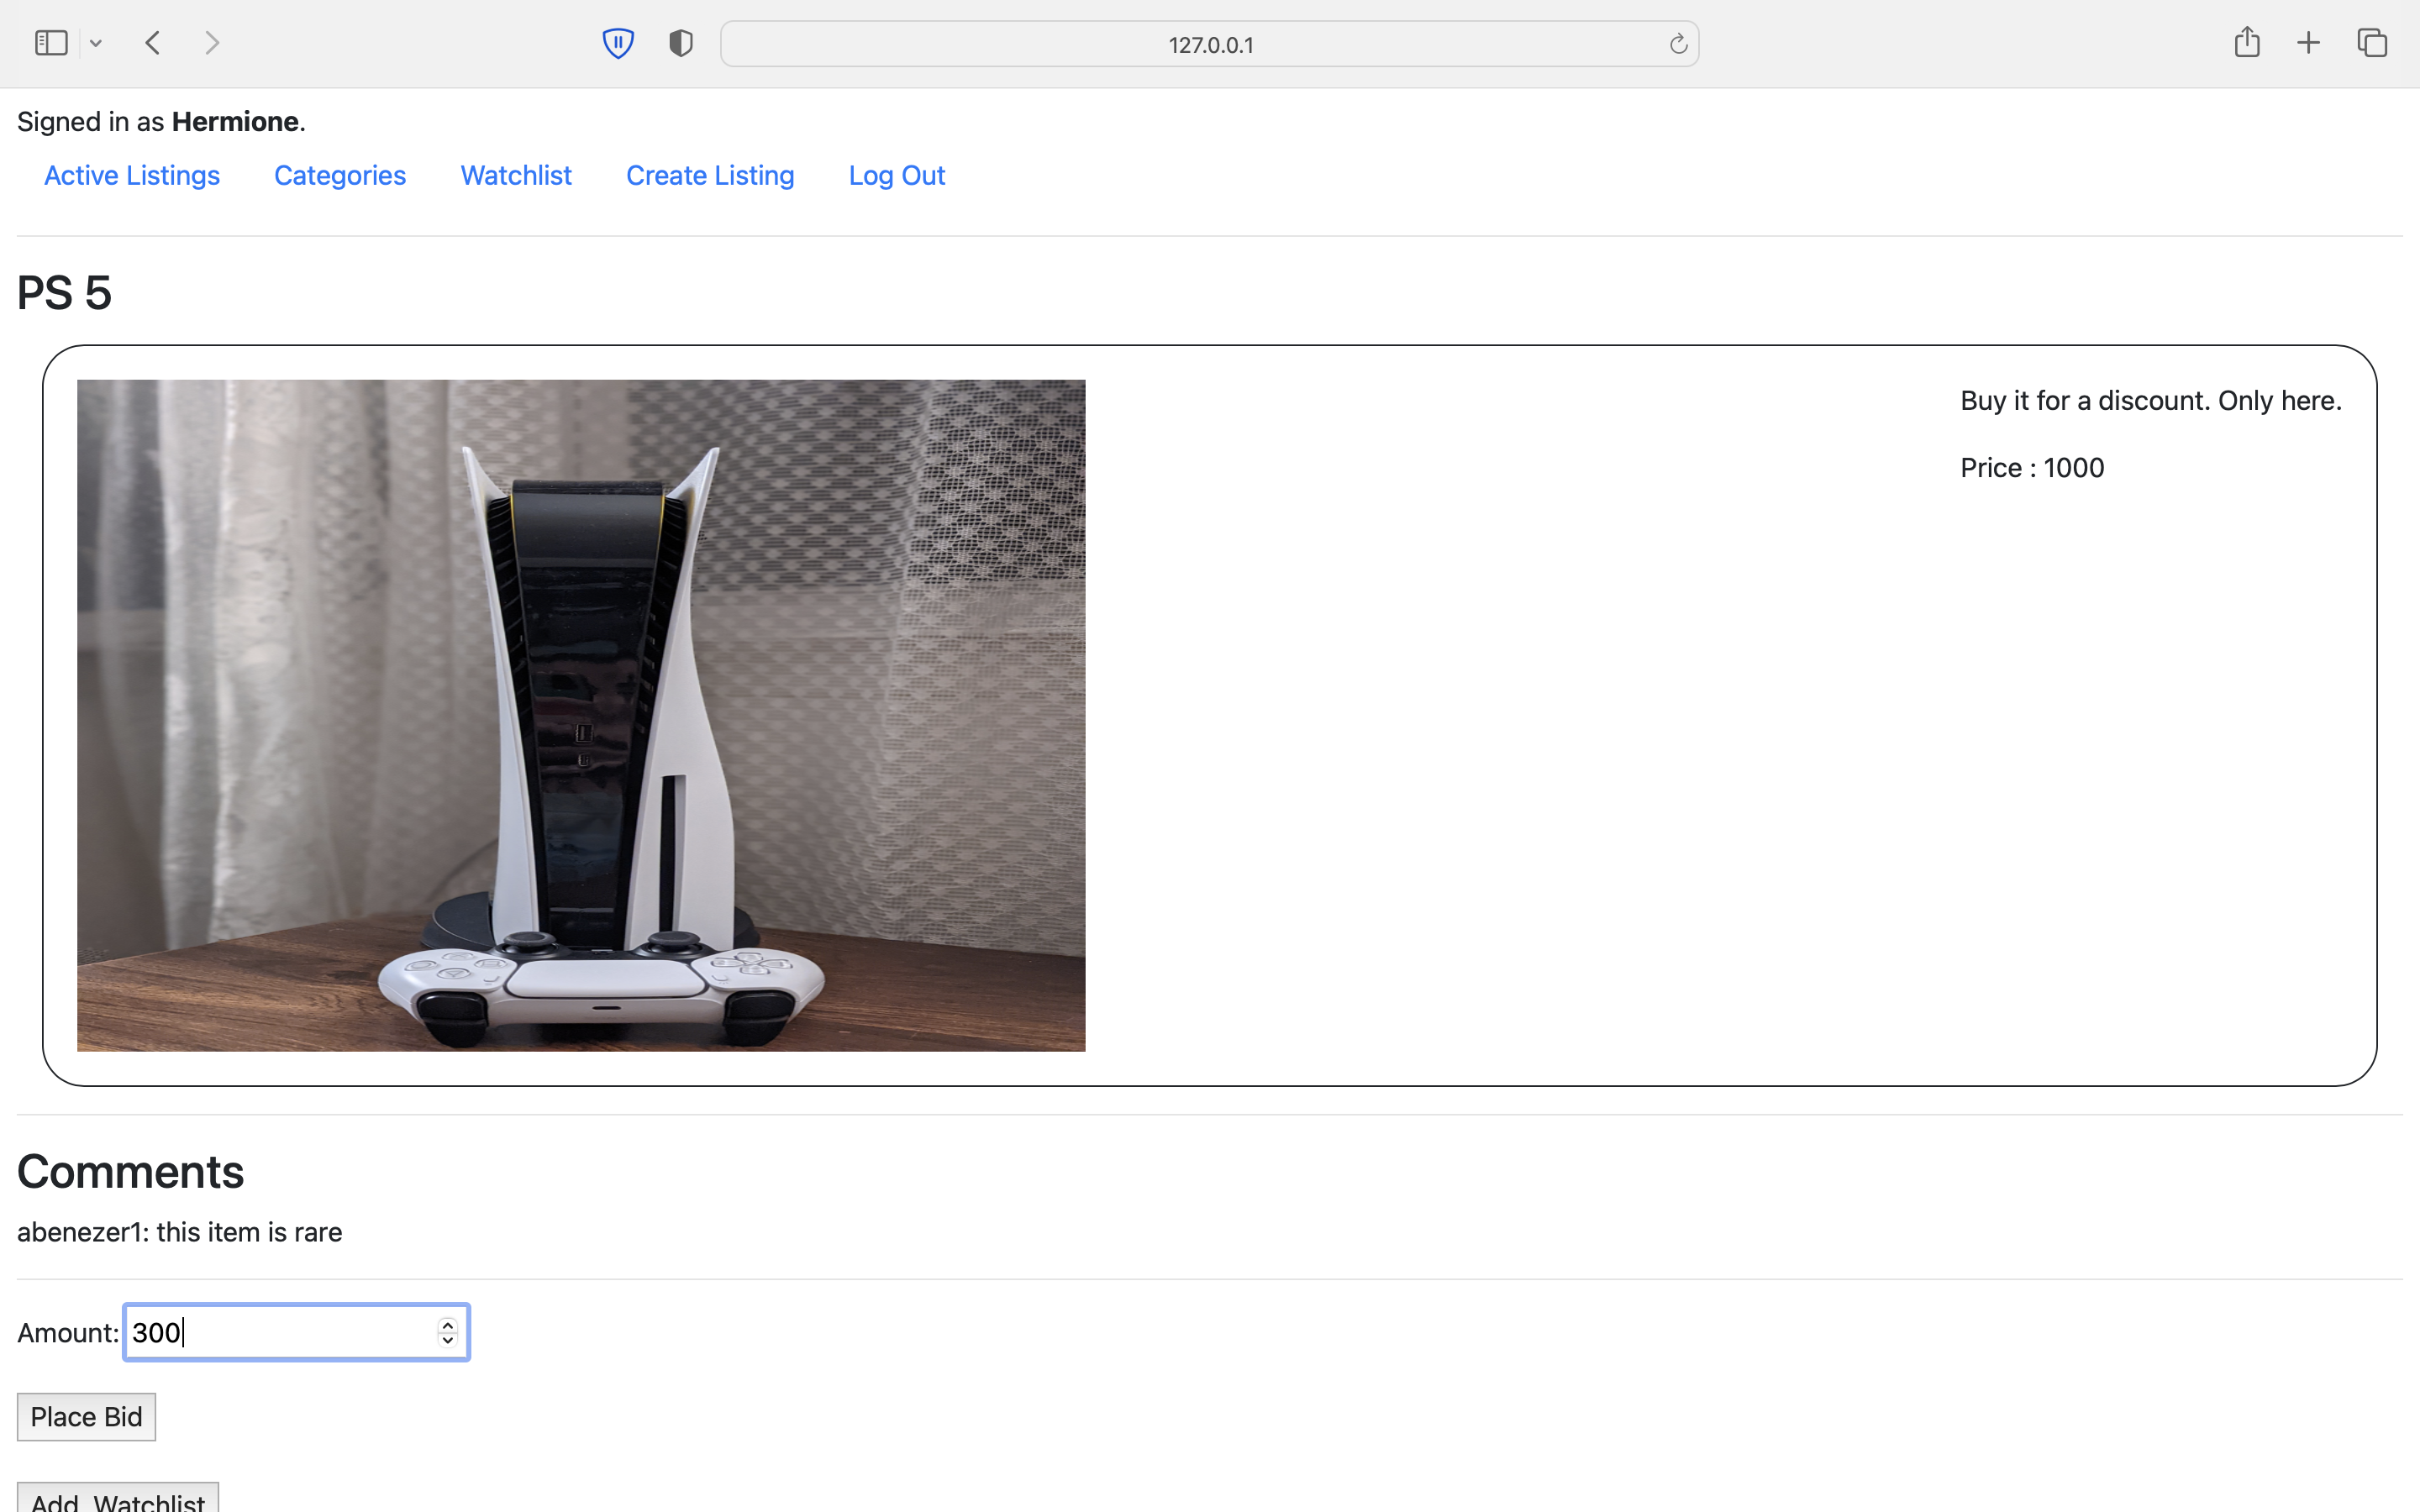 127.0.0.1
Signed in as Hermione.
Active Listings Categories Watchlist Create Listing Log Out
PS 5
Buy it for a discount. Only here.
Price : 1000
Comments
abenezer1: this item is rare
Amount: 300
Place Bid
Add Watchlist